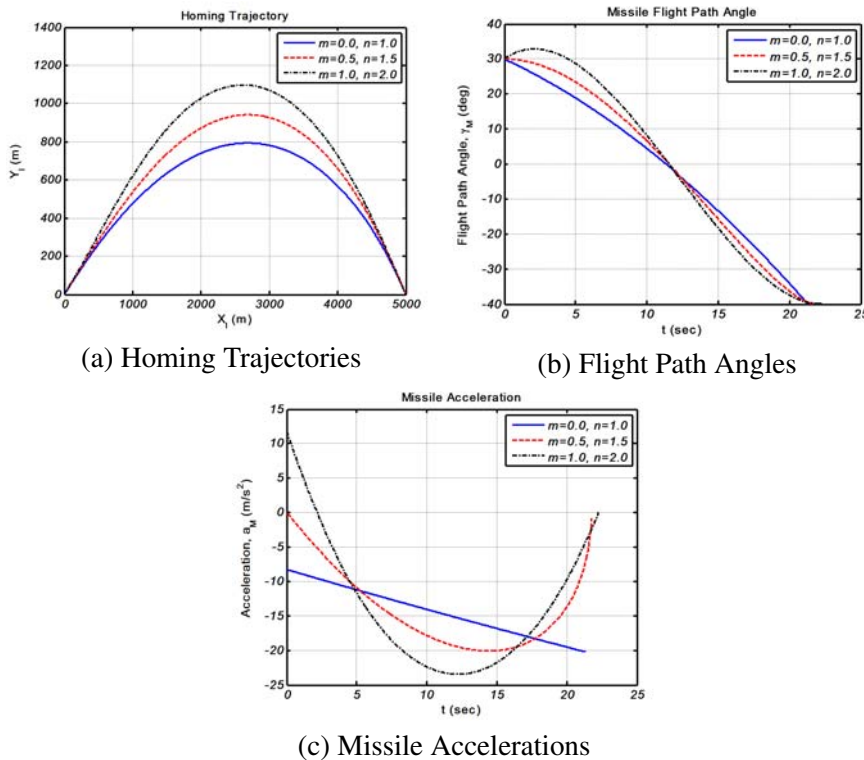 Homing Trajectory
1400
1200
1000
800
600
400
200
0
Y_I (m)
0 1000 2000 3000 4000 5000
X_I (m)
m=0.0, n=1.0
m=0.5, n=1.5
m=1.0, n=2.0
(a) Homing Trajectories
Missile Flight Path Angle
40
30
20
10
0
-10
-20
-30
-40
Flight Path Angle, γ_M (deg)
0 5 10 15 20 25
t (sec)
m=0.0, n=1.0
m=0.5, n=1.5
m=1.0, n=2.0
(b) Flight Path Angles
Missile Acceleration
15
10
5
0
-5
-10
-15
-20
-25
Acceleration, a_M (m/s²)
0 5 10 15 20 25
t (sec)
m=0.0, n=1.0
m=0.5, n=1.5
m=1.0, n=2.0
(c) Missile Accelerations